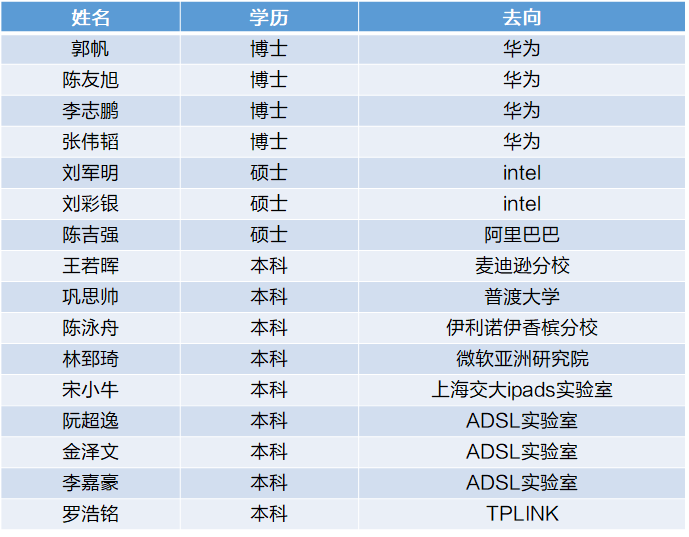 姓名 学历 去向
郭帆 博士 华为
陈友旭 博士 华为
李志鹏 博士 华为
张伟韬 博士 华为
刘军明 硕士 intel
刘彩银 硕士 intel
陈吉强 硕士 阿里巴巴
王若晖 本科 麦迪逊分校
巩思帅 本科 普渡大学
陈泳舟 本科 伊利诺伊香槟分校
林郅琦 本科 微软亚洲研究院
宋小牛 本科 上海交大ipads实验室
阮超逸 本科 ADSL实验室
金泽文 本科 ADSL实验室
李嘉豪 本科 ADSL实验室
罗浩铭 本科 TPLINK